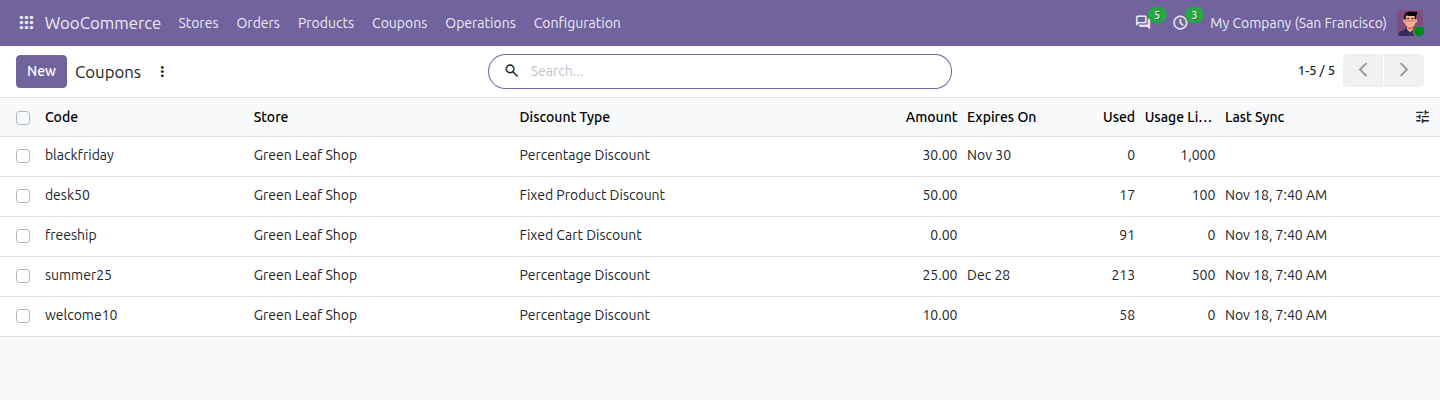 WooCommerce Stores Orders Products Coupons Operations Configuration 5 3 My Company (San Francisco)
New Coupons Search... 1-5 / 5
Code Store Discount Type Amount Expires On Used Usage Li... Last Sync
blackfriday Green Leaf Shop Percentage Discount 30.00 Nov 30 0 1,000
desk50 Green Leaf Shop Fixed Product Discount 50.00 17 100 Nov 18, 7:40 AM
freeship Green Leaf Shop Fixed Cart Discount 0.00 91 0 Nov 18, 7:40 AM
summer25 Green Leaf Shop Percentage Discount 25.00 Dec 28 213 500 Nov 18, 7:40 AM
welcome10 Green Leaf Shop Percentage Discount 10.00 58 0 Nov 18, 7:40 AM